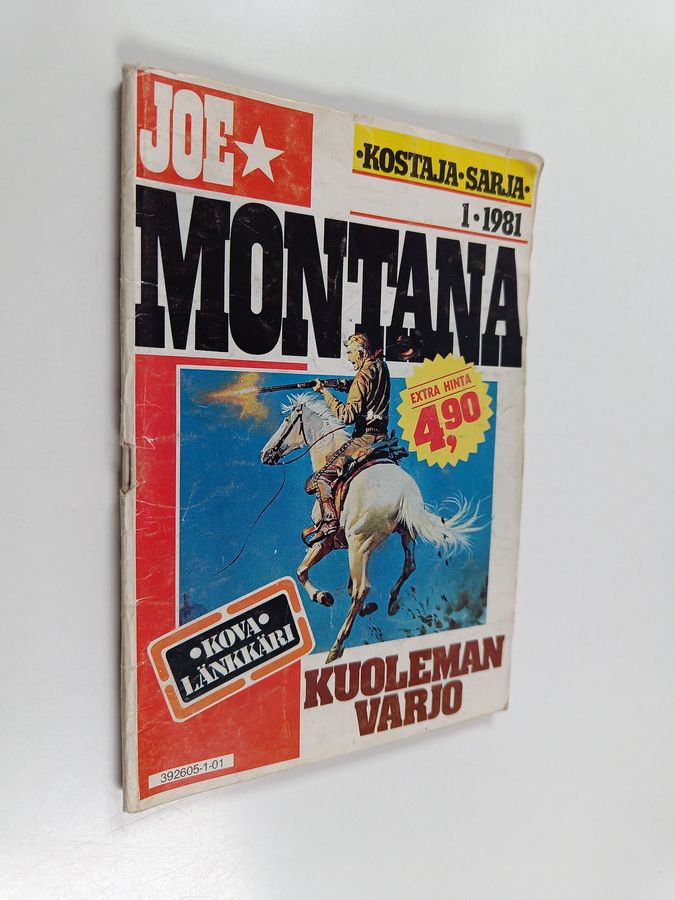 JOE
•KOSTAJA•SARJA•
1•1981
MONTANA
EXTRA HINTA
4,90
•KOVA•
LÄNKKÄRI
KUOLEMAN
VARJO
392605-1-01